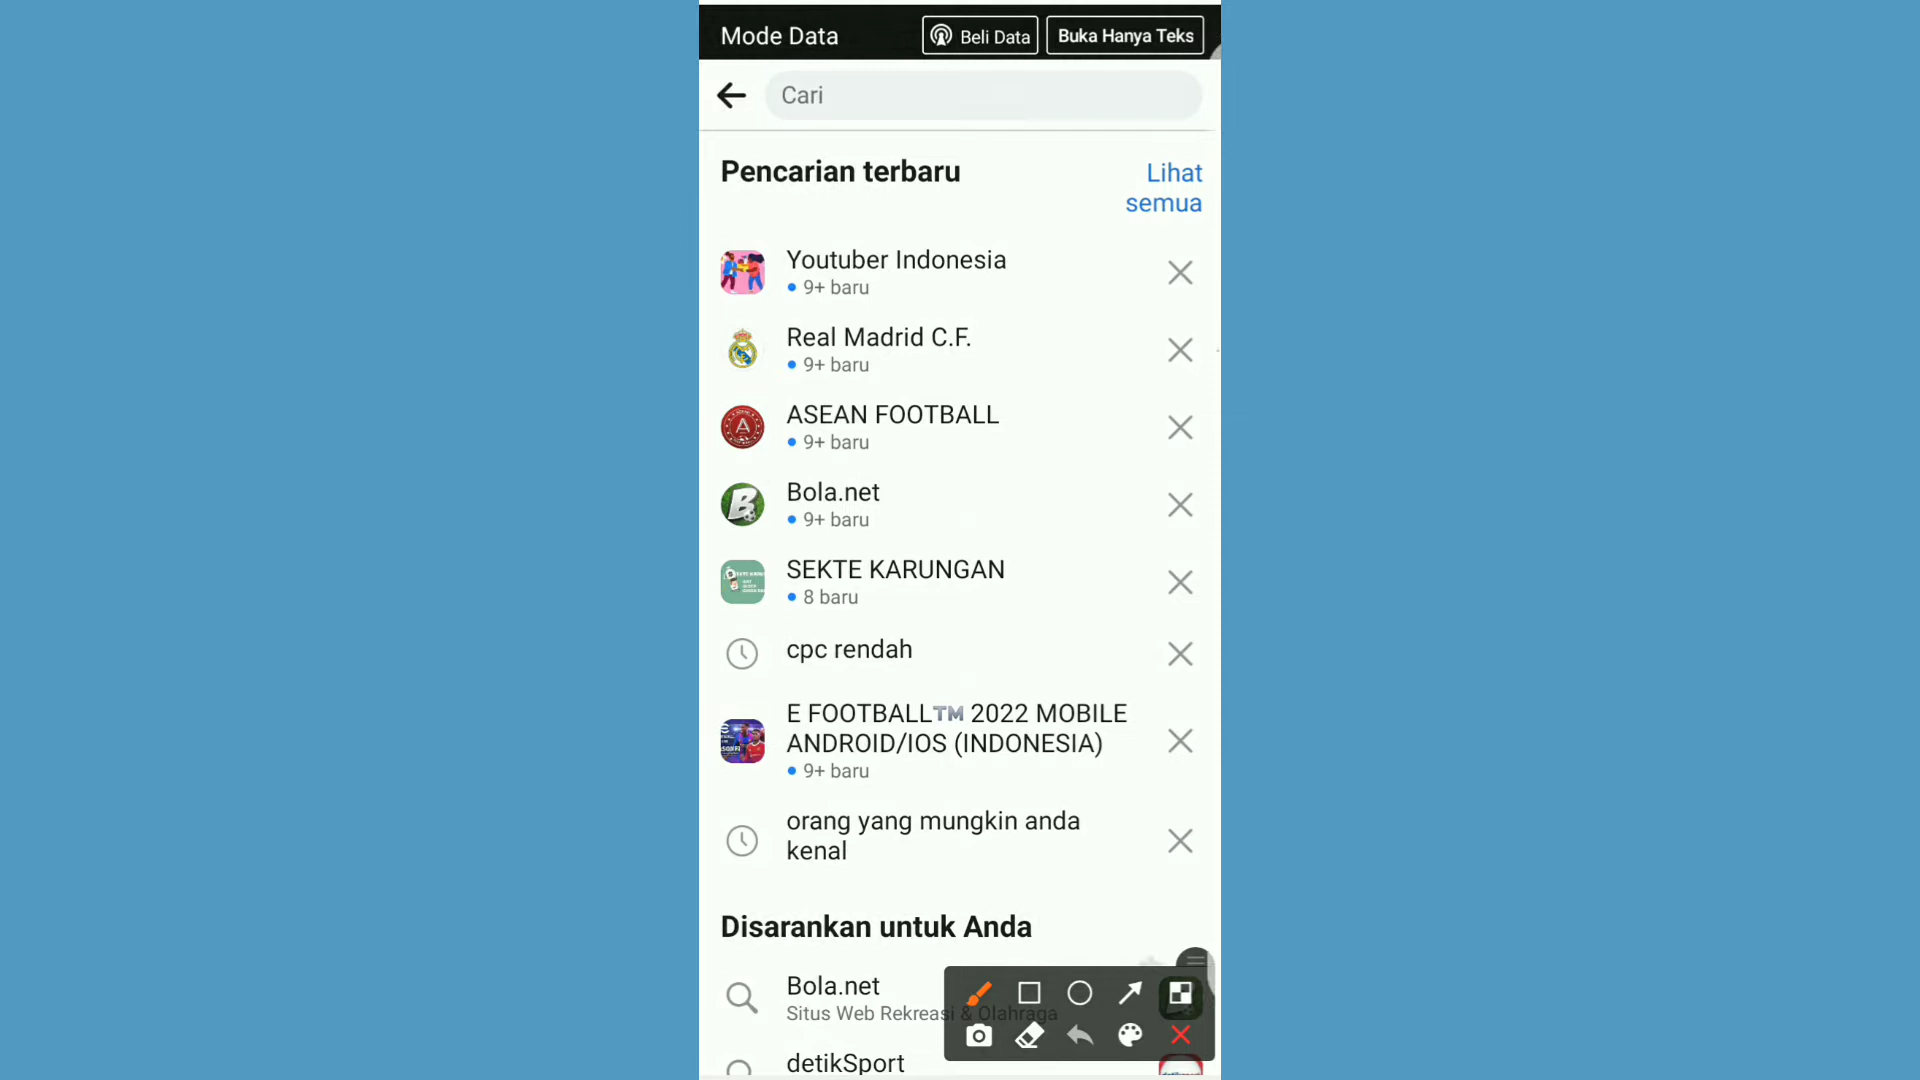 Mode Data
Beli Data
Buka Hanya Teks
Cari
Pencarian terbaru
Lihat
semua
Youtuber Indonesia
9+ baru
Real Madrid C.F.
9+ baru
ASEAN FOOTBALL
9+ baru
Bola.net
9+ baru
SEKTE KARUNGAN
8 baru
cpc rendah
E FOOTBALL™️ 2022 MOBILE
ANDROID/IOS (INDONESIA)
9+ baru
orang yang mungkin anda
kenal
Disarankan untuk Anda
Bola.net
Situs Web Rekreasi & Olahraga
detikSport